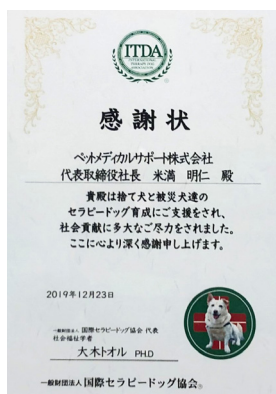 ITDA
INTERNATIONAL
THERAPY DOG
ASSOCIATION
感謝状
ペットメディカルサポート株式会社
代表取締役社長　米満　明仁　殿
貴殿は捨て犬と被災犬達の
セラピードッグ育成にご支援をされ、
社会貢献に多大なご尽力をされました。
ここに心より深く感謝申し上げます。
2019年12月23日
一般財団法人 国際セラピードッグ協会 代表
社会福祉学者
大木トオル PH.D
一般財団法人国際セラピードッグ協会®